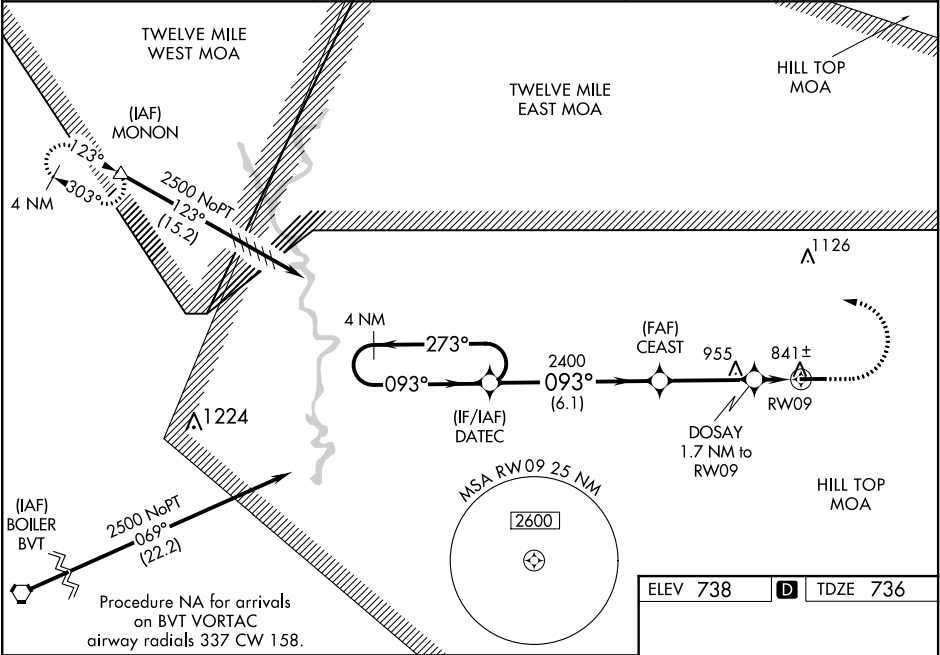 TWELVE MILE
WEST MOA
HILL TOP
MOA
TWELVE MILE
EAST MOA
(IAF)
MONON
123°
303°
4 NM
2500 NoPT
123°
(15.2)
1126
4 NM
273°
093°
(IF/IAF)
DATEC
2400
093°
(6.1)
(FAF)
CEAST
955
841±
RW09
DOSAY
1.7 NM to
RW09
1224
HILL TOP
MOA
MSA RW09 25 NM
2600
(IAF)
BOILER
BVT
2500 NoPT
069°
(22.2)
Procedure NA for arrivals
on BVT VORTAC
airway radials 337 CW 158.
ELEV 738 D TDZE 736